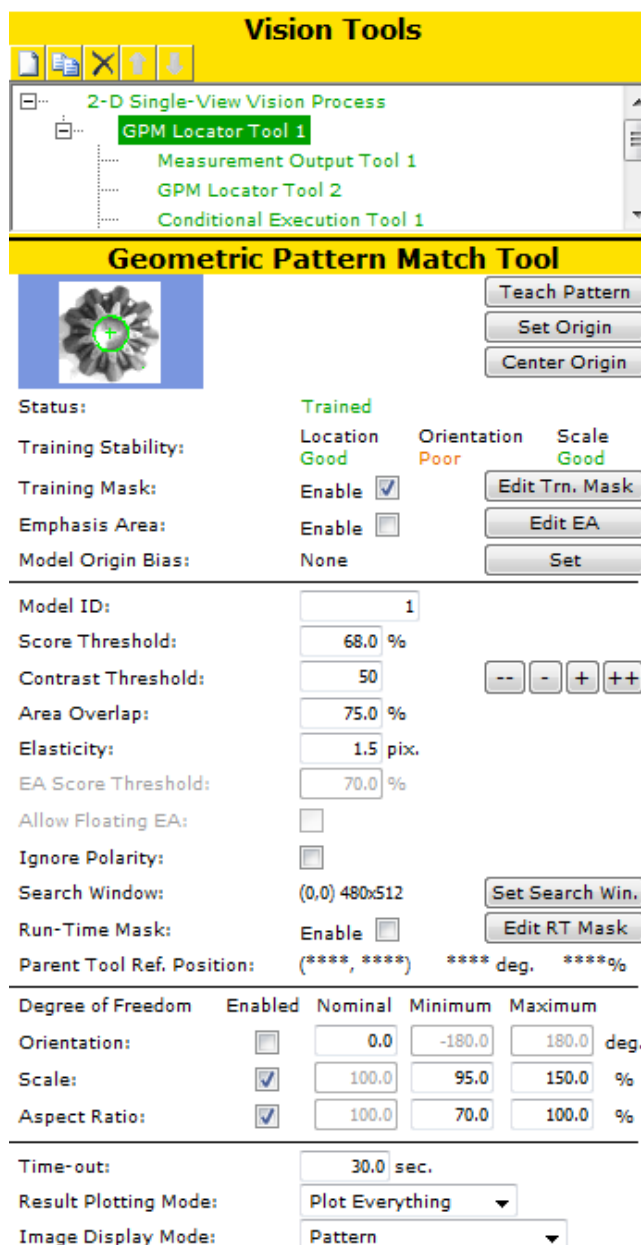 Vision Tools
2-D Single-View Vision Process
GPM Locator Tool 1
Measurement Output Tool 1
GPM Locator Tool 2
Conditional Execution Tool 1
Geometric Pattern Match Tool
Teach Pattern
Set Origin
Center Origin
Status: Trained
Training Stability: Location Orientation Scale
Good Poor Good
Training Mask: Enable Edit Trn. Mask
Emphasis Area: Enable Edit EA
Model Origin Bias: None Set
Model ID: 1
Score Threshold: 68.0 %
Contrast Threshold: 50 -- - + ++
Area Overlap: 75.0 %
Elasticity: 1.5 pix.
EA Score Threshold: 70.0 %
Allow Floating EA:
Ignore Polarity:
Search Window: (0,0) 480x512 Set Search Win.
Run-Time Mask: Enable Edit RT Mask
Parent Tool Ref. Position: (****, ****) **** deg. ****%
Degree of Freedom Enabled Nominal Minimum Maximum
Orientation: 0.0 -180.0 180.0 deg.
Scale: 100.0 95.0 150.0 %
Aspect Ratio: 100.0 70.0 100.0 %
Time-out: 30.0 sec.
Result Plotting Mode: Plot Everything
Image Display Mode: Pattern